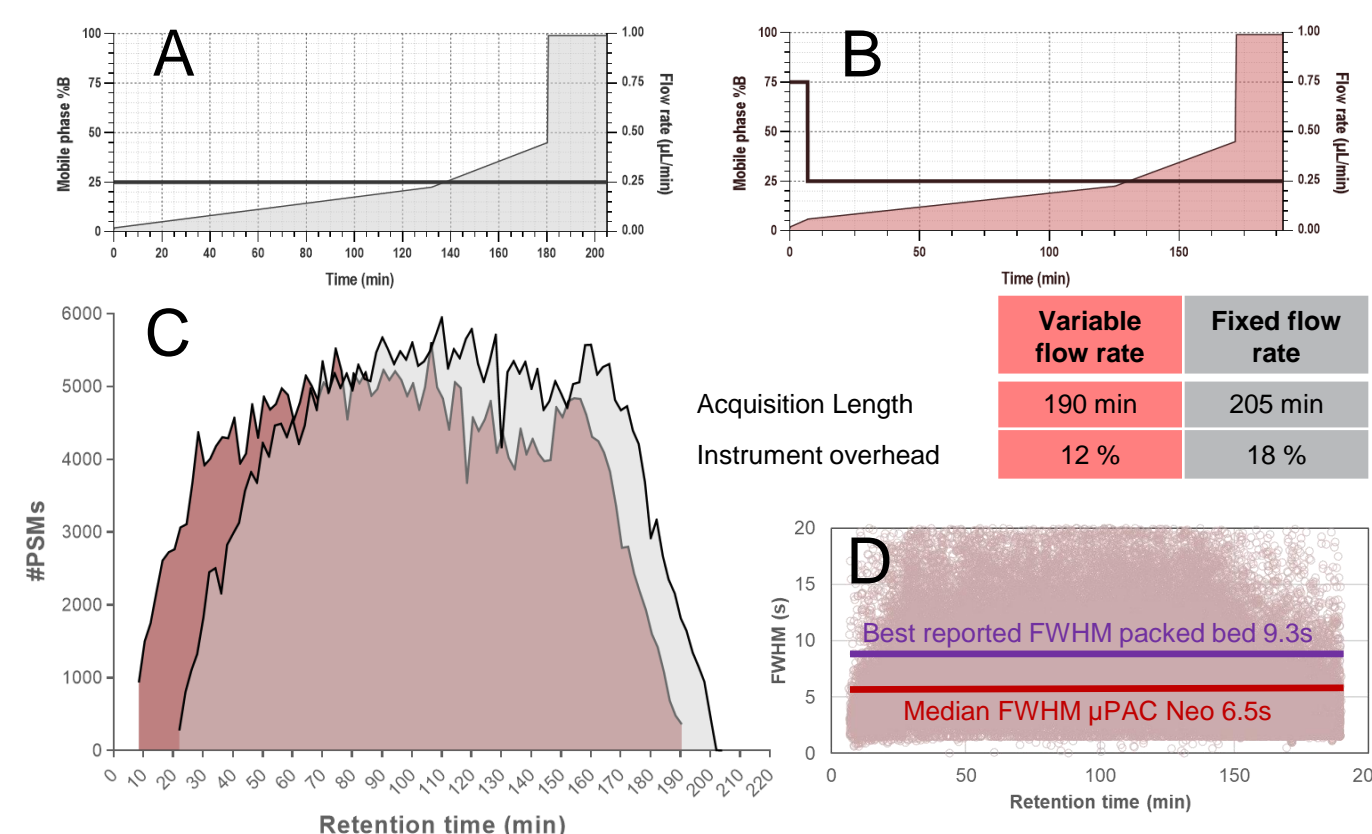 A
Mobile phase %B
100
75
50
25
0
1.00
0.75
0.50
0.25
0.00
Flow rate (µL/min)
0 20 40 60 80 100 120 140 160 180 200
Time (min)
B
Mobile phase %B
100
75
50
25
0
1.00
0.75
0.50
0.25
0.00
Flow rate (µL/min)
0 50 100 150
Time (min)
C
#PSMs
6000
5000
4000
3000
2000
1000
0
0 10 20 30 40 50 60 70 80 90 100 110 120 130 140 150 160 170 180 190 200 210 220
Retention time (min)
Variable
flow rate
Fixed flow
rate
Acquisition Length 190 min 205 min
Instrument overhead 12 % 18 %
D
FWHM (s)
20
15
10
5
0
Best reported FWHM packed bed 9.3s
Median FWHM µPAC Neo 6.5s
0 50 100 150 20
Retention time (min)